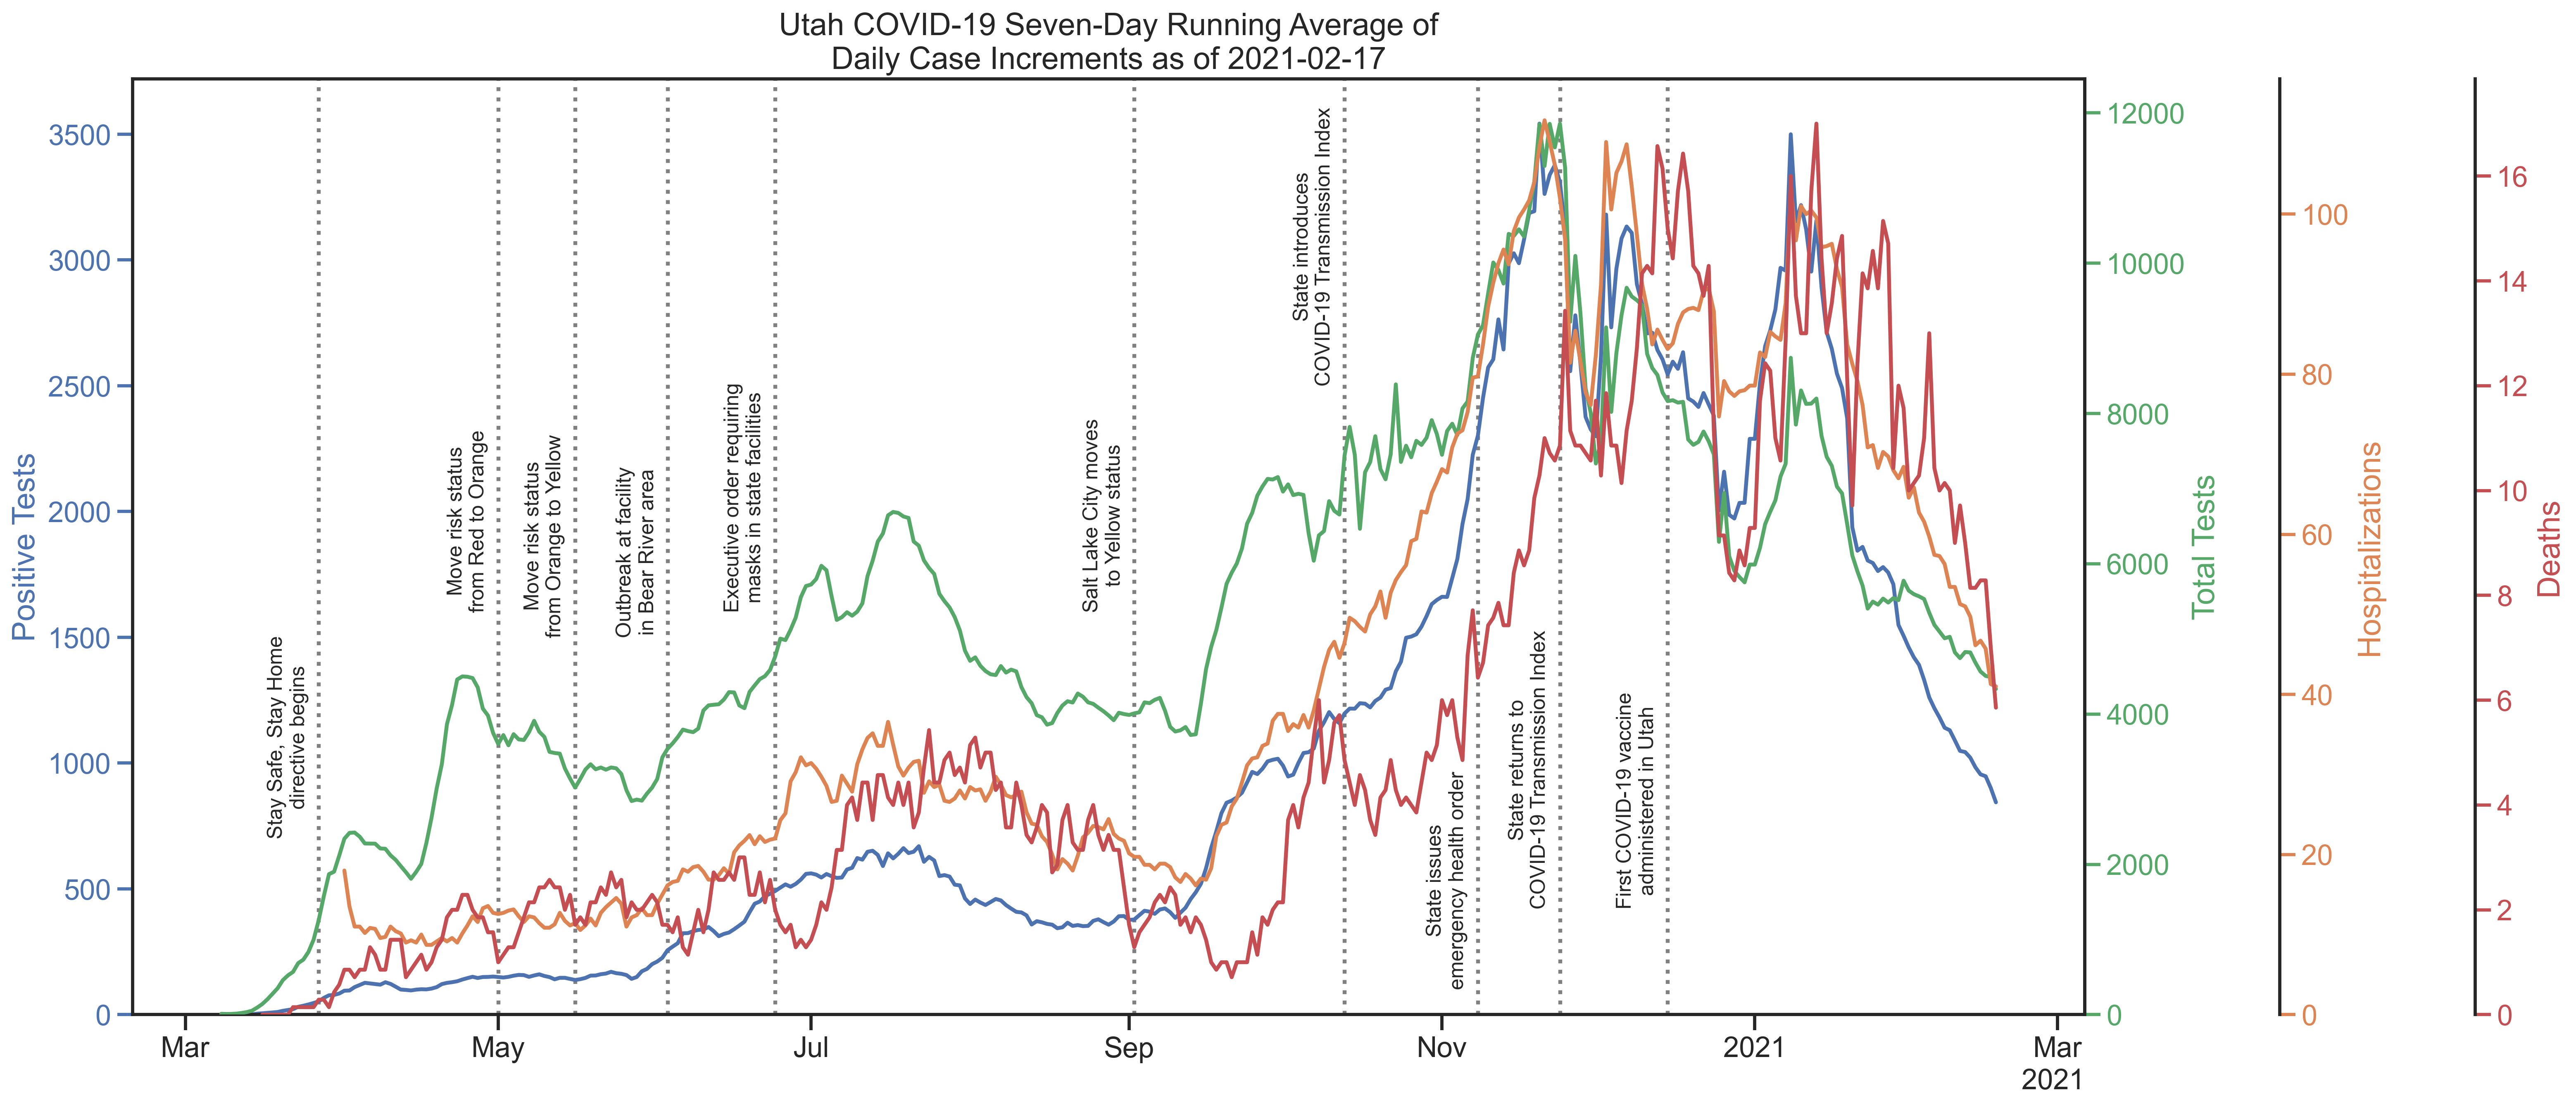 Utah COVID-19 Seven-Day Running Average of
Daily Case Increments as of 2021-02-17
Positive Tests
3500
3000
2500
2000
1500
1000
500
0
Stay Safe, Stay Home
directive begins
Move risk status
from Red to Orange
Move risk status
from Orange to Yellow
Outbreak at facility
in Bear River area
Executive order requiring
masks in state facilities
Salt Lake City moves
to Yellow status
State introduces
COVID-19 Transmission Index
State issues
emergency health order
State returns to
COVID-19 Transmission Index
First COVID-19 vaccine
administered in Utah
12000
10000
8000
6000
4000
2000
0
Total Tests
100
80
60
40
20
0
Hospitalizations
16
14
12
10
8
6
4
2
0
Deaths
Mar
May
Jul
Sep
Nov
2021
Mar
2021